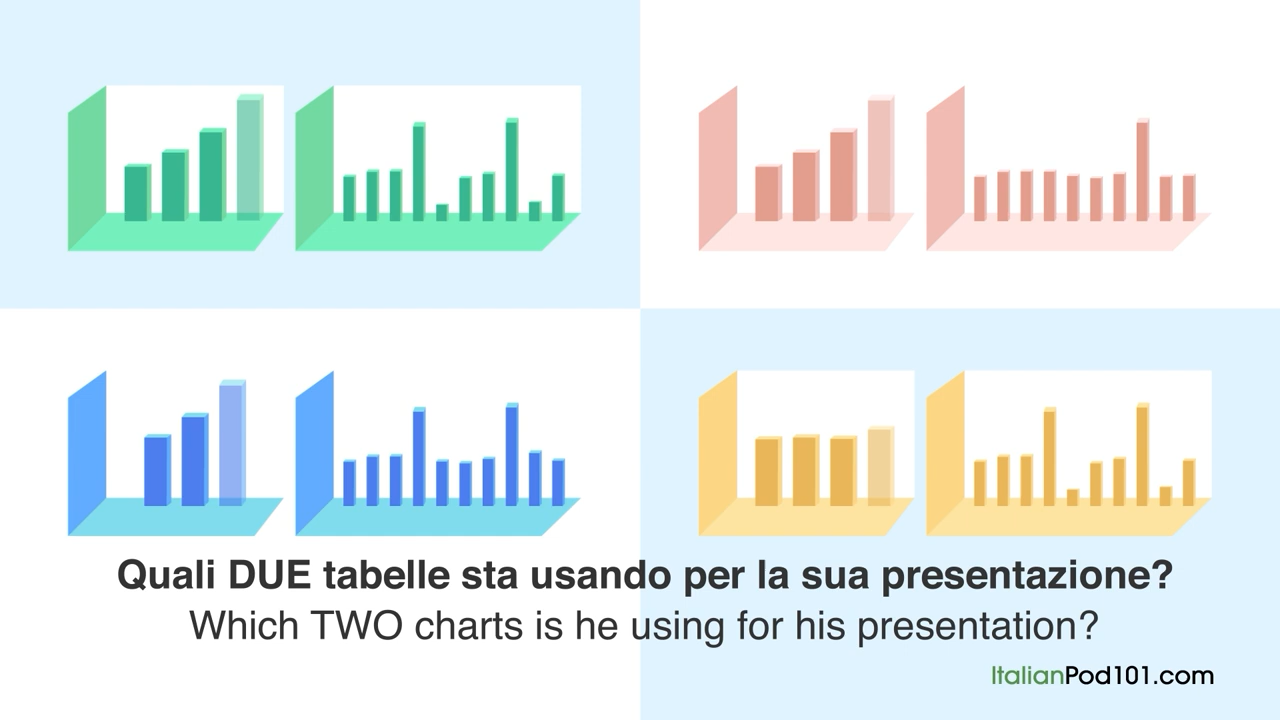 Quali DUE tabelle sta usando per la sua presentazione?
Which TWO charts is he using for his presentation?
ItalianPod101.com